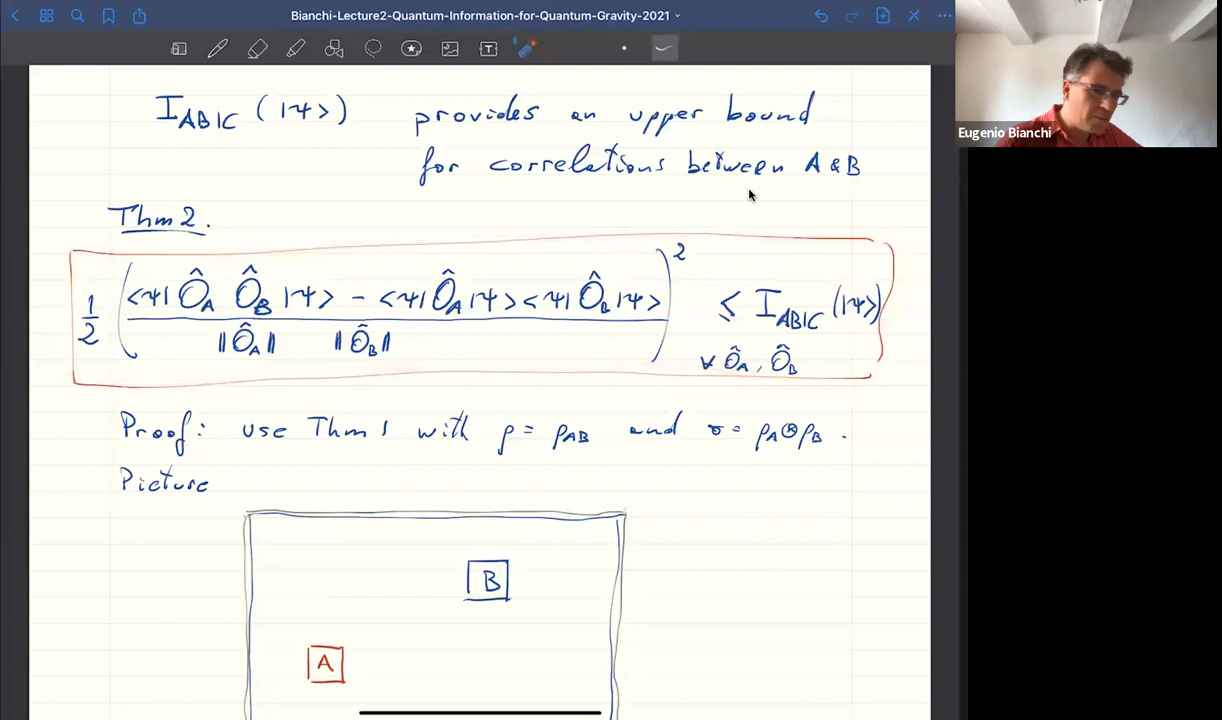 Bianchi-Lecture2-Quantum-Information-for-Quantum-Gravity-2021
I_{AB|C} (|ψ>) provides an upper bound
for correlations between A & B
Thm 2.
1/2 ( (<ψ| Ô_A Ô_B |ψ> - <ψ| Ô_A |ψ> <ψ| Ô_B |ψ>) / (||Ô_A|| ||Ô_B||) )^2 ≤ I_{AB|C} (|ψ>)
∀ Ô_A, Ô_B
Proof: use Thm 1 with ρ = ρ_AB and σ = ρ_A ⊗ ρ_B .
Picture
B
A
Eugenio Bianchi